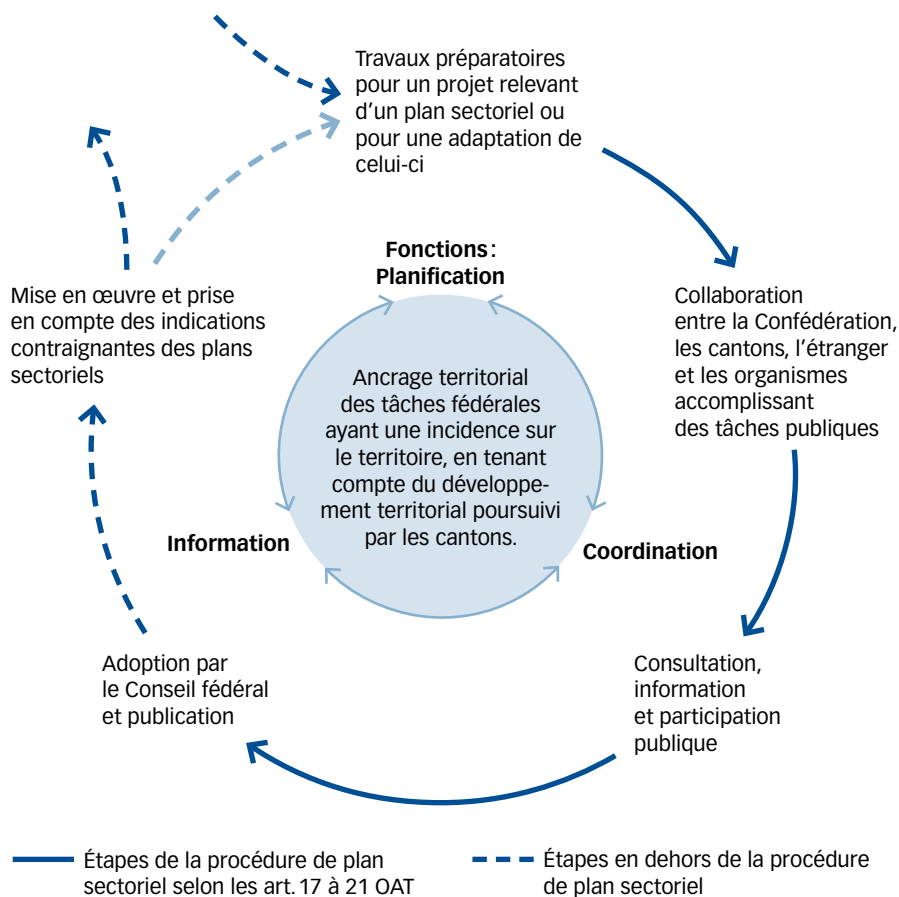 Travaux préparatoires
pour un projet relevant
d'un plan sectoriel ou
pour une adaptation de
celui-ci
Fonctions :
Planification
Mise en œuvre et prise
en compte des indications
contraignantes des plans
sectoriels
Collaboration
entre la Confédération,
les cantons, l'étranger
et les organismes
accomplissant
des tâches publiques
Ancrage territorial
des tâches fédérales
ayant une incidence sur
le territoire, en tenant
compte du développe-
ment territorial poursuivi
par les cantons.
Information
Coordination
Adoption par
le Conseil fédéral
et publication
Consultation,
information
et participation
publique
Étapes de la procédure de plan
sectoriel selon les art. 17 à 21 OAT
Étapes en dehors de la procédure
de plan sectoriel